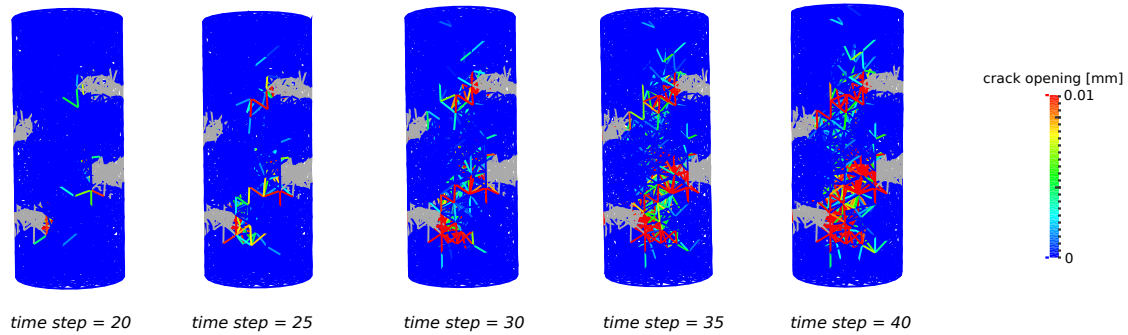 crack opening [mm]
0.01
0
time step = 20
time step = 25
time step = 30
time step = 35
time step = 40